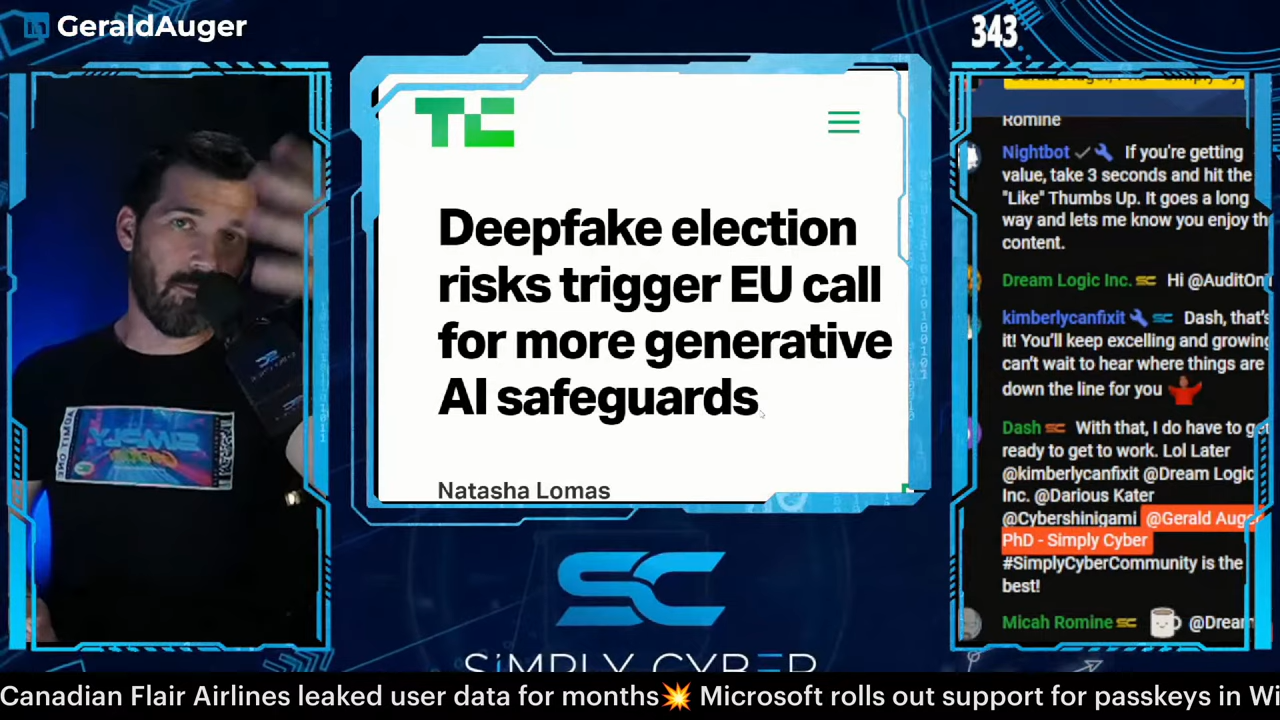 GeraldAuger
343
TC
Deepfake election
risks trigger EU call
for more generative
AI safeguards
Natasha Lomas
SC
SIMPLY CYBER
Romine
Nightbot If you're getting
value, take 3 seconds and hit the
"Like" Thumbs Up. It goes a long
way and lets me know you enjoy th
content.
Dream Logic Inc. Hi @AuditOn
kimberlycanfixit Dash, that's
it! You'll keep excelling and growing
can't wait to hear where things are
down the line for you
Dash With that, I do have to get
ready to get to work. Lol Later
@kimberlycanfixit @Dream Logic
Inc. @Darious Kater
@Cybershinigami @Gerald Auge
PhD - Simply Cyber
#SimplyCyberCommunity is the
best!
Micah Romine @Dream
Canadian Flair Airlines leaked user data for months💥 Microsoft rolls out support for passkeys in Wi